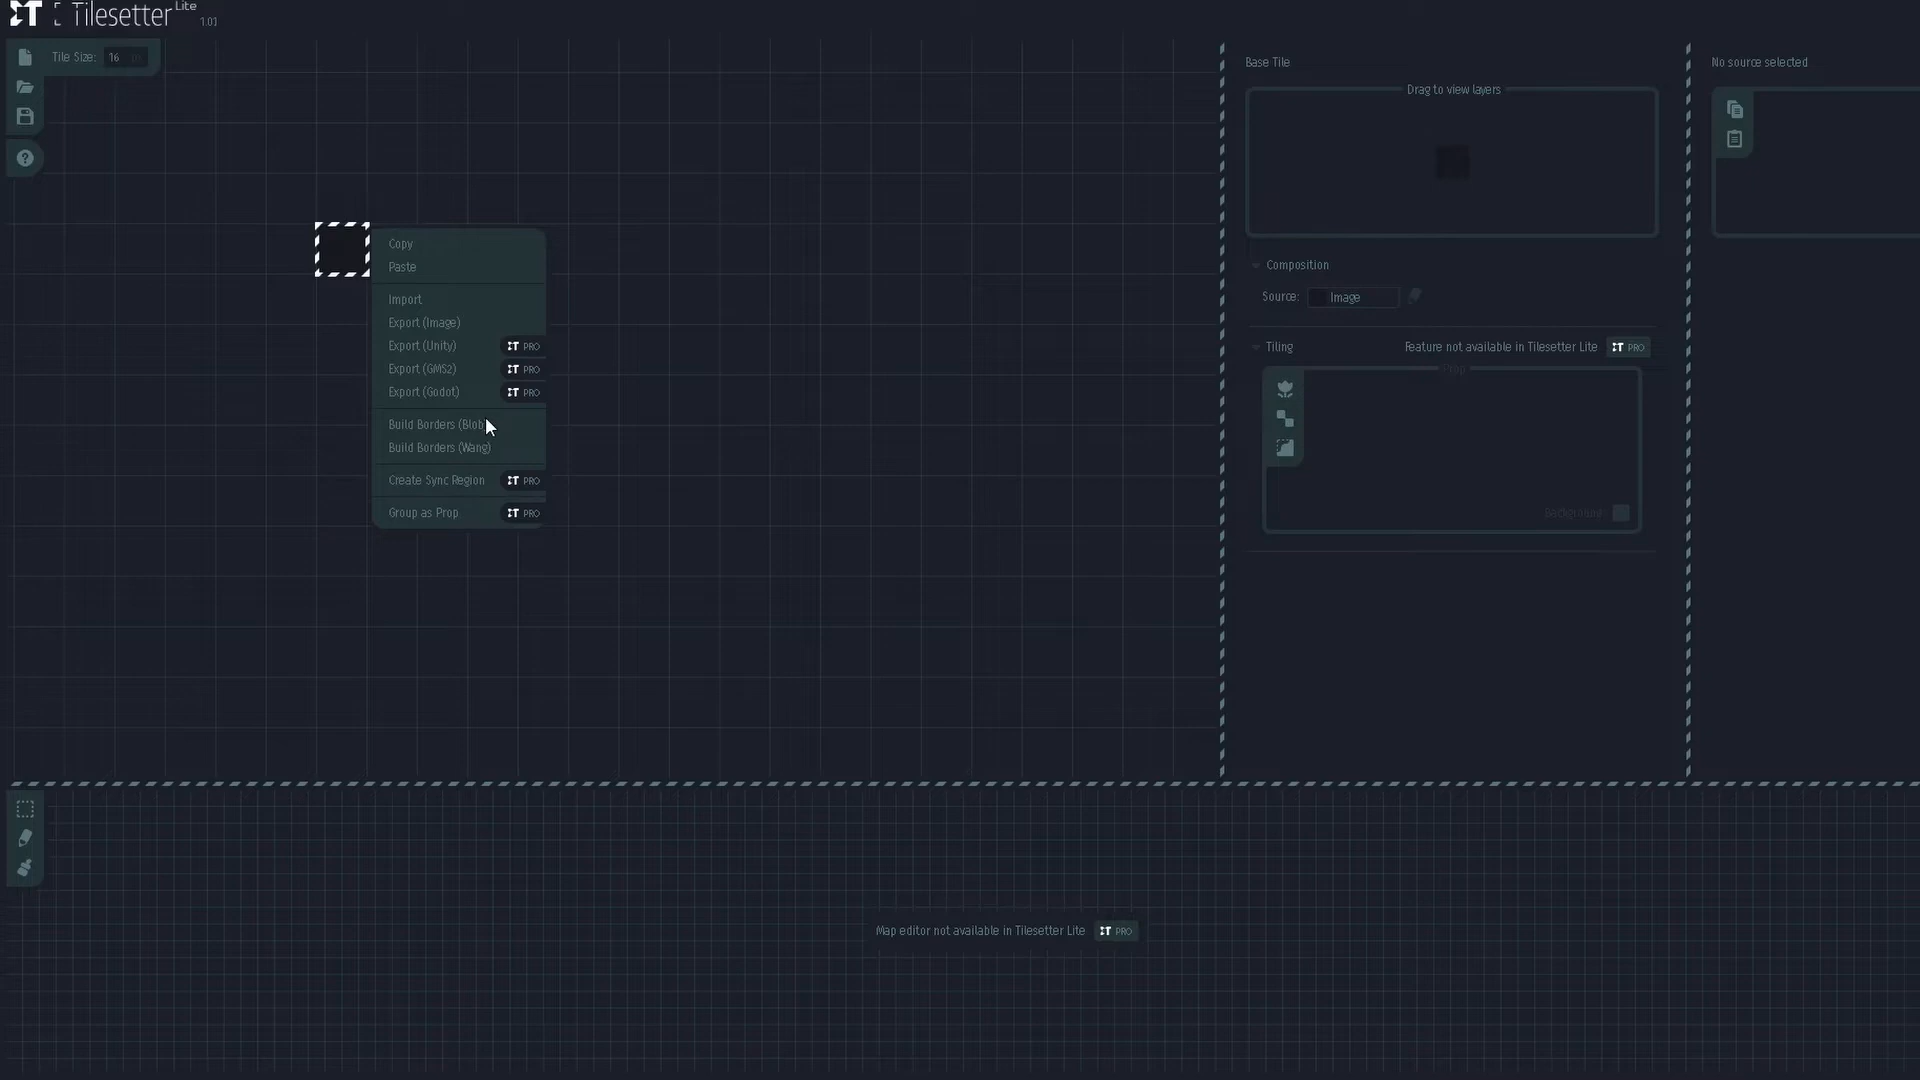 Tilesetter Lite
1.01
Tile Size: 16
Copy
Paste
Import
Export (Image)
Export (Unity) PRO
Export (GMS2) PRO
Export (Godot) PRO
Build Borders (Blob
Build Borders (Wang)
Create Sync Region PRO
Group as Prop PRO
Base Tile
Drag to view layers
Composition
Source: Image
Tiling Feature not available in Tilesetter Lite PRO
Prop
Background:
No source selected
Map editor not available in Tilesetter Lite PRO